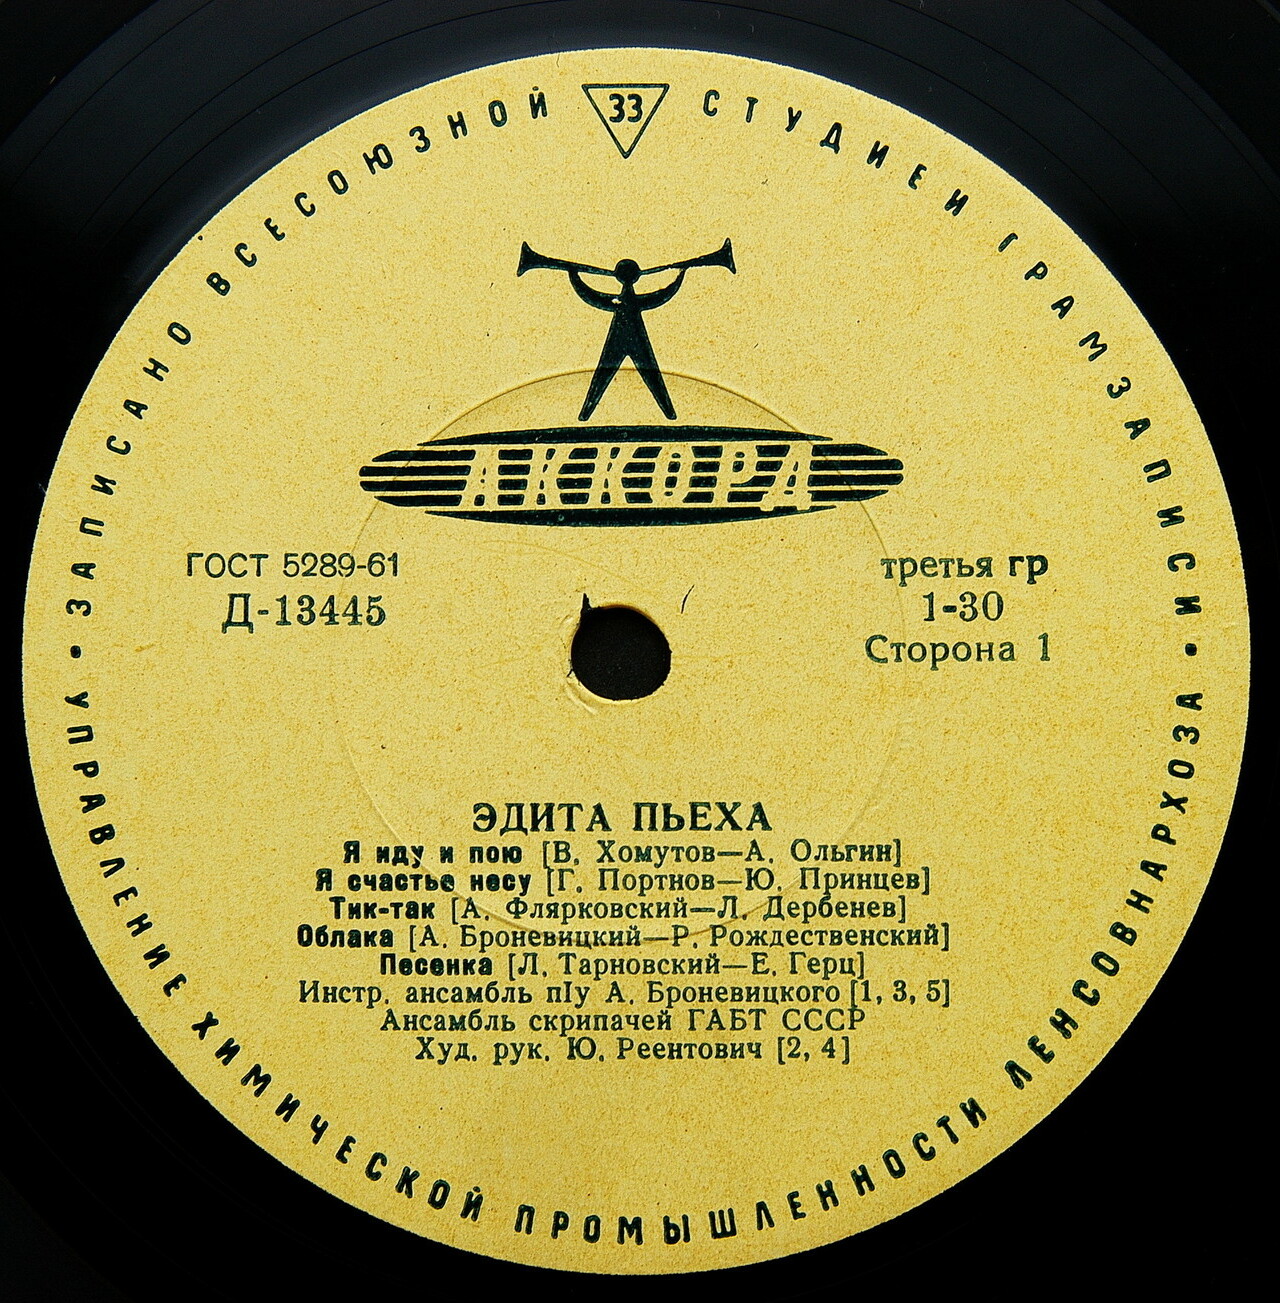 ЗАПИСАНО ВСЕСОЮЗНОЙ 33 СТУДИЕЙ ГРАМЗАПИСИ •
АККОРД
ГОСТ 5289-61
Д-13445
третья гр
1-30
Сторона 1
ЭДИТА ПЬЕХА
Я иду и пою [В. Хомутов—А. Ольгин]
Я счастье несу [Г. Портнов—Ю. Принцев]
Тик-так [А. Флярковский—Л. Дербенев]
Облака [А. Броневицкий—Р. Рождественский]
Песенка [Л. Тарновский—Е. Герц]
Инстр. ансамбль п/у А. Броневицкого [1, 3, 5]
Ансамбль скрипачей ГАБТ СССР
Худ. рук. Ю. Реентович [2, 4]
УПРАВЛЕНИЕ ХИМИЧЕСКОЙ ПРОМЫШЛЕННОСТИ ЛЕНСОВНАРХОЗА •